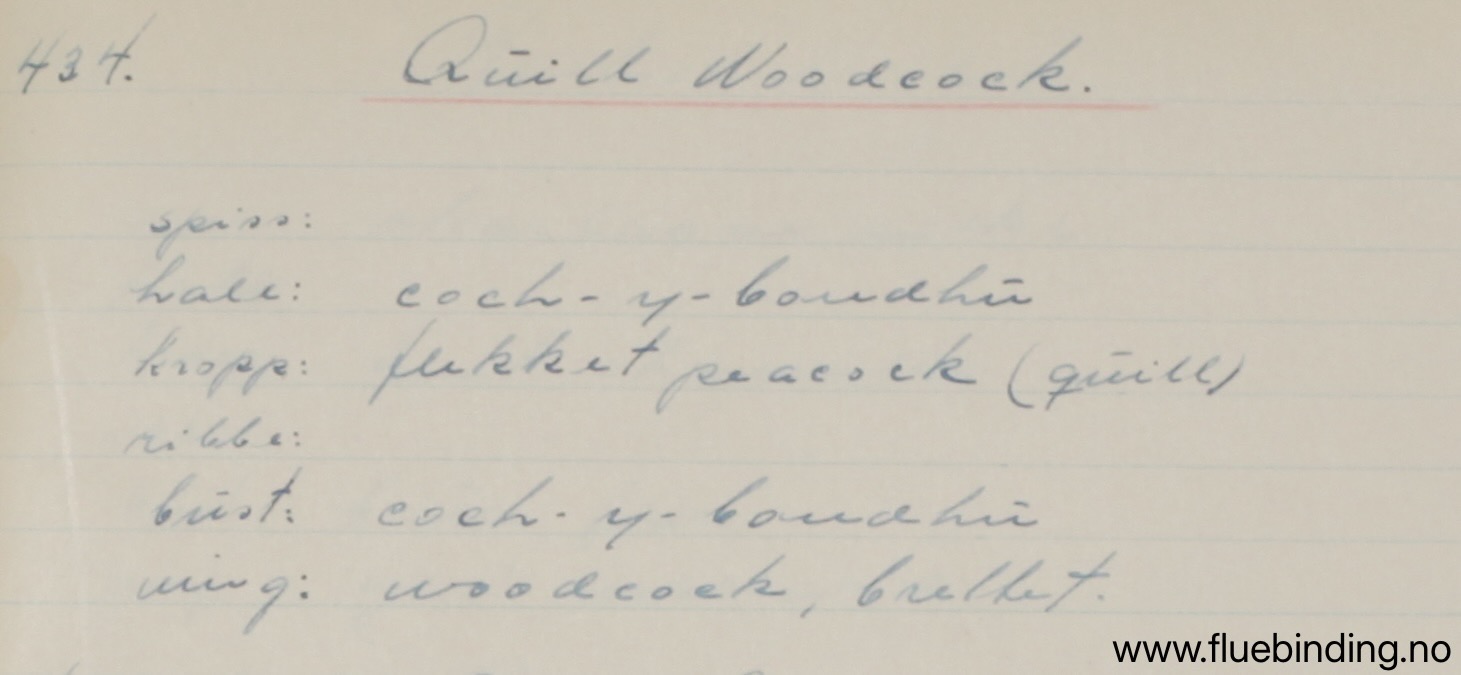 434. Quill Woodcock.
spiss:
hale: coch-y-bondhu
kropp: flekket peacock (quill)
ribbe:
bust: coch-y-bondhu
ving: woodcock, brettet.
www.fluebinding.no